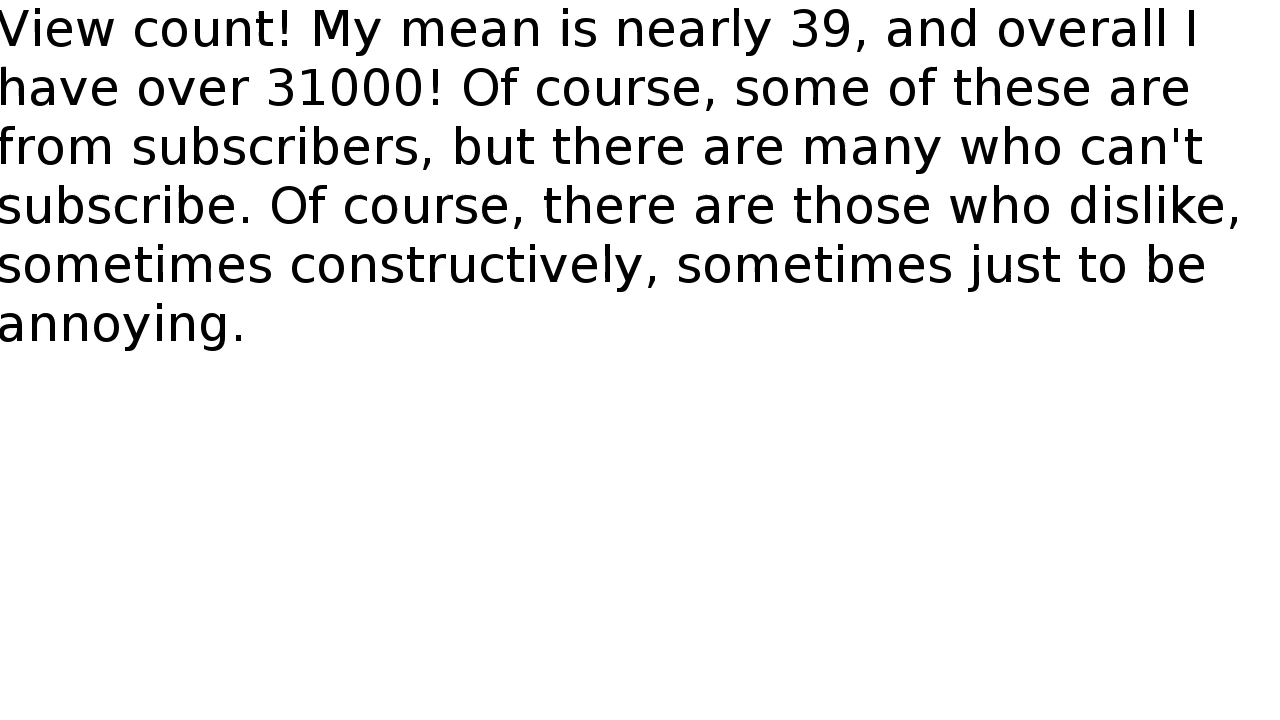 View count! My mean is nearly 39, and overall I
have over 31000! Of course, some of these are
from subscribers, but there are many who can't
subscribe. Of course, there are those who dislike,
sometimes constructively, sometimes just to be
annoying.